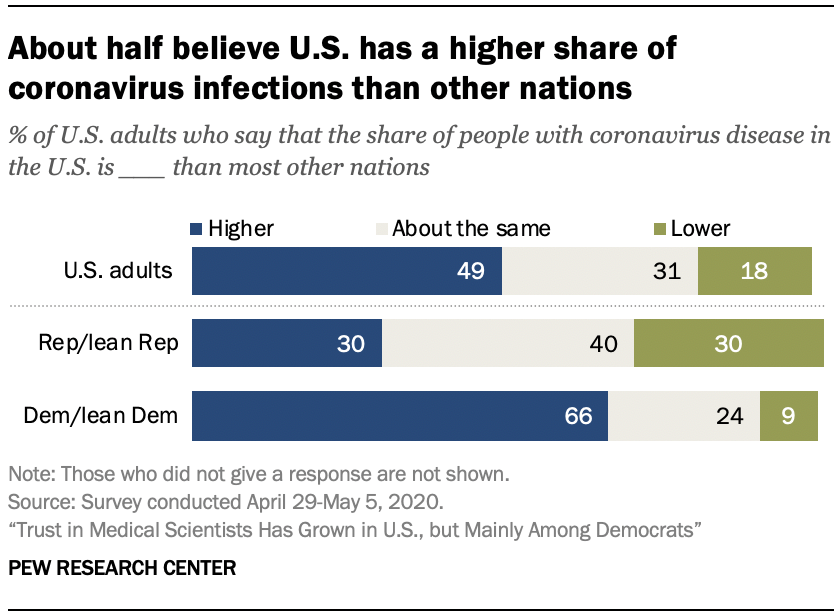 About half believe U.S. has a higher share of
coronavirus infections than other nations
% of U.S. adults who say that the share of people with coronavirus disease in
the U.S. is ___ than most other nations
Higher About the same Lower
U.S. adults 49 31 18
Rep/lean Rep 30 40 30
Dem/lean Dem 66 24 9
Note: Those who did not give a response are not shown.
Source: Survey conducted April 29-May 5, 2020.
“Trust in Medical Scientists Has Grown in U.S., but Mainly Among Democrats”
PEW RESEARCH CENTER